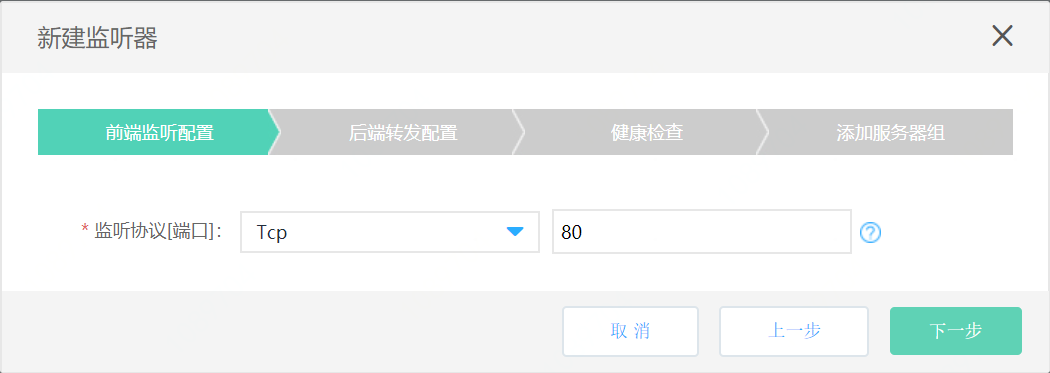 新建监听器
前端监听配置 后端转发配置 健康检查 添加服务器组
* 监听协议[端口]： Tcp 80 ?
取 消 上一步 下一步